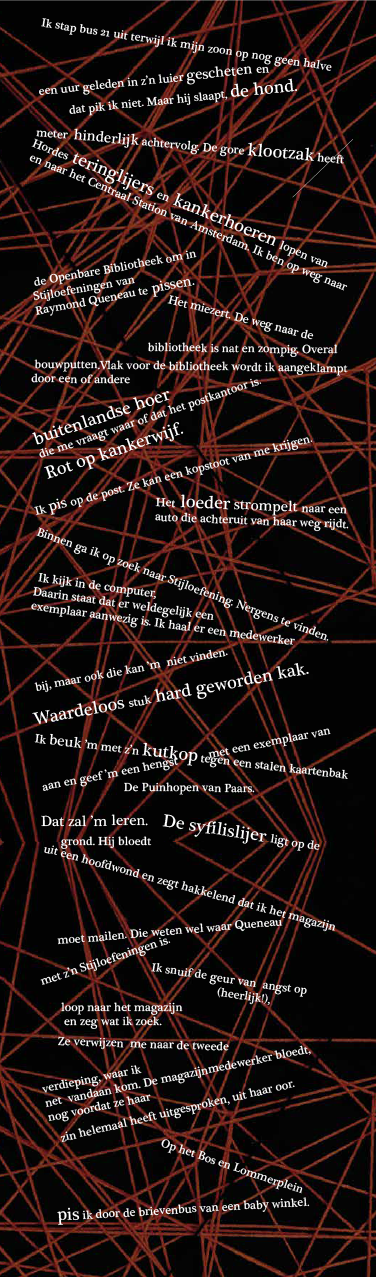 Ik stap bus 21 uit terwijl ik mijn zoon op nog geen halve
een uur geleden in z'n luier gescheten en
dat pik ik niet. Maar hij slaapt, de hond.
meter hinderlijk achtervolg. De gore klootzak heeft
Hordes teringlijers en kankerhoeren lopen van
en naar het Centraal Station van Amsterdam. Ik ben op weg naar
de Openbare Bibliotheek om in
Stijloefeningen van
Raymond Queneau te pissen.
Het miezert. De weg naar de
bibliotheek is nat en zompig. Overal
bouwputten.Vlak voor de bibliotheek wordt ik aangeklampt
door een of andere
buitenlandse hoer
die me vraagt waar of dat het postkantoor is.
Rot op kankerwijf.
Ik pis op de post. Ze kan een kopstoot van me krijgen.
Het loeder strompelt naar een
auto die achteruit van haar weg rijdt.
Binnen ga ik op zoek naar Stijloefening. Nergens te vinden.
Ik kijk in de computer,
Daarin staat dat er weldegelijk een
exemplaar aanwezig is. Ik haal er een medewerker
bij, maar ook die kan 'm niet vinden.
Waardeloos stuk hard geworden kak.
Ik beuk 'm met z'n kutkop tegen een stalen kaartenbak
aan en geef 'm een hengst met een exemplaar van
De Puinhopen van Paars.
Dat zal 'm leren. De syfilislijer ligt op de
grond. Hij bloedt
uit een hoofdwond en zegt hakkelend dat ik het magazijn
moet mailen. Die weten wel waar Queneau
met z'n Stijloefeningen is.
Ik snuif de geur van angst op
(heerlijk!),
loop naar het magazijn
en zeg wat ik zoek.
Ze verwijzen me naar de tweede
verdieping, waar ik
net vandaan kom. De magazijnmedewerker bloedt,
nog voordat ze haar
zin helemaal heeft uitgesproken, uit haar oor.
Op het Bos en Lommerplein
pis ik door de brievenbus van een baby winkel.